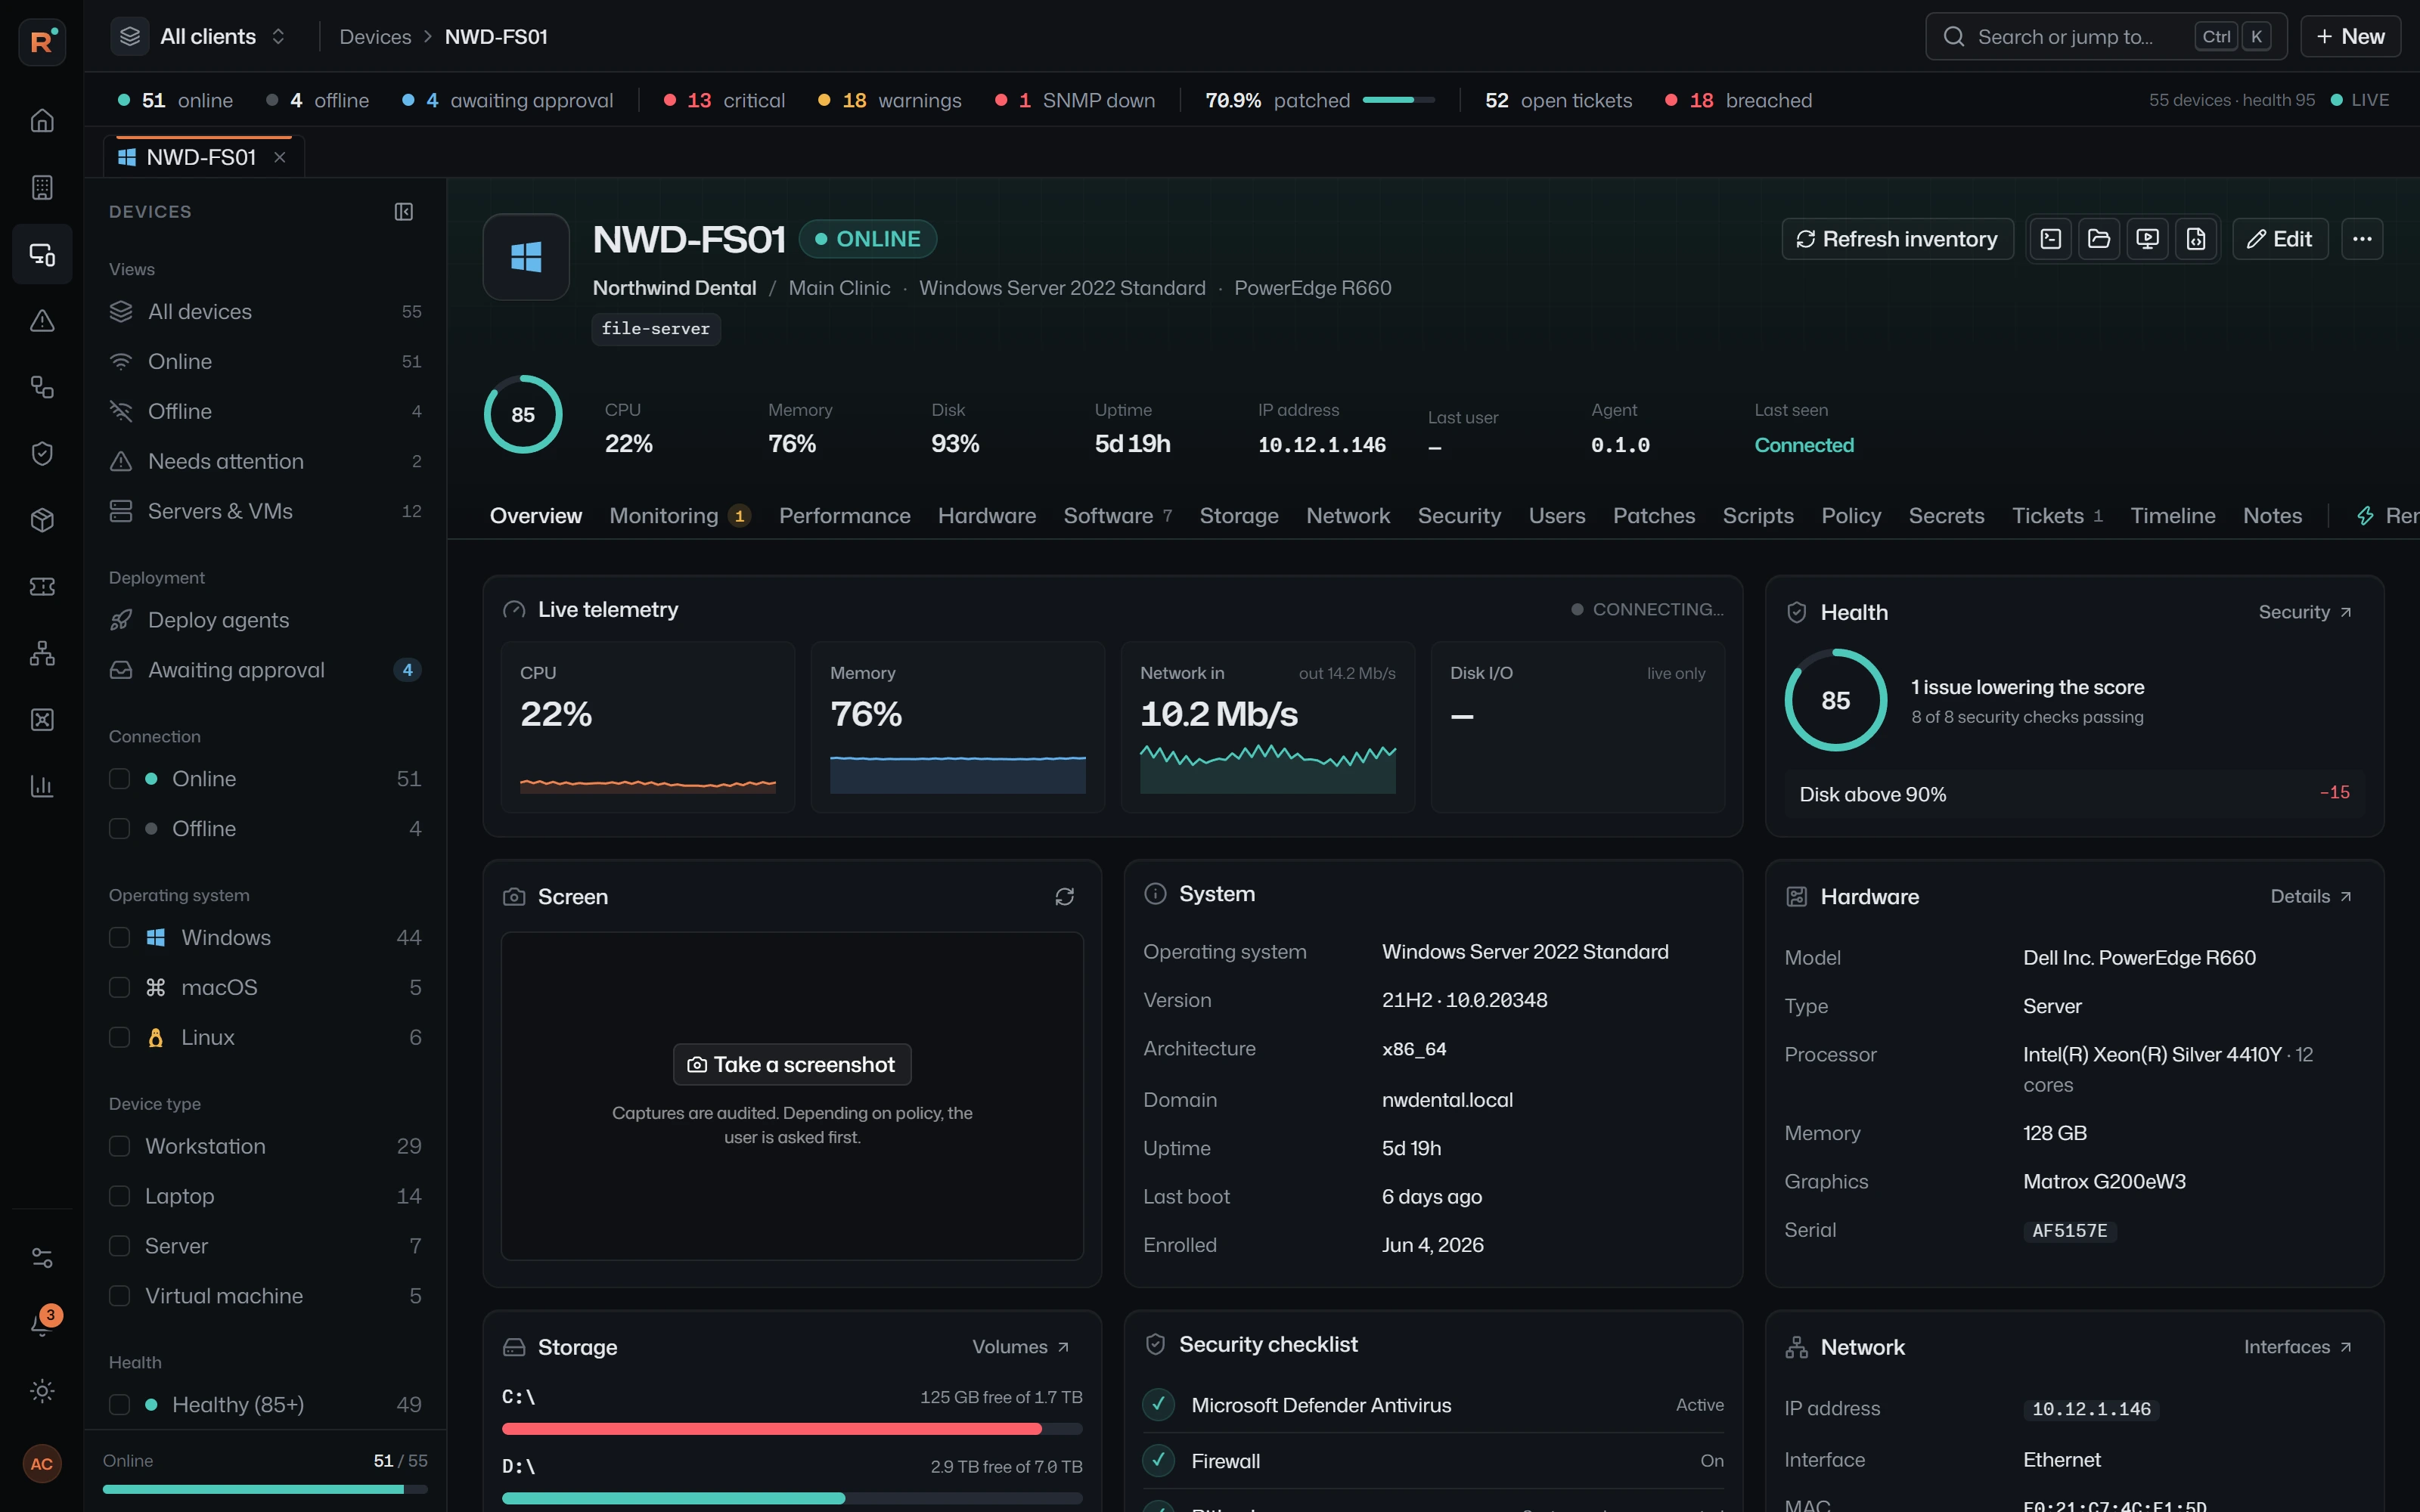 R
All clients
Devices > NWD-FS01
Search or jump to...
Ctrl K
+ New
51 online
4 offline
4 awaiting approval
13 critical
18 warnings
1 SNMP down
70.9% patched
52 open tickets
18 breached
55 devices · health 95
LIVE
NWD-FS01
DEVICES
Views
All devices 55
Online 51
Offline 4
Needs attention 2
Servers & VMs 12
Deployment
Deploy agents
Awaiting approval 4
Connection
Online 51
Offline 4
Operating system
Windows 44
macOS 5
Linux 6
Device type
Workstation 29
Laptop 14
Server 7
Virtual machine 5
Health
Healthy (85+) 49
Online 51 / 55
3
AC
NWD-FS01
ONLINE
Northwind Dental / Main Clinic · Windows Server 2022 Standard · PowerEdge R660
file-server
Refresh inventory
Edit
85
CPU
22%
Memory
76%
Disk
93%
Uptime
5d 19h
IP address
10.12.1.146
Last user
—
Agent
0.1.0
Last seen
Connected
Overview
Monitoring 1
Performance
Hardware
Software 7
Storage
Network
Security
Users
Patches
Scripts
Policy
Secrets
Tickets 1
Timeline
Notes
Live telemetry
CONNECTING...
CPU
22%
Memory
76%
Network in
out 14.2 Mb/s
10.2 Mb/s
Disk I/O
live only
—
Health
Security
85
1 issue lowering the score
8 of 8 security checks passing
Disk above 90% −15
Screen
Take a screenshot
Captures are audited. Depending on policy, the
user is asked first.
System
Operating system Windows Server 2022 Standard
Version 21H2 · 10.0.20348
Architecture x86_64
Domain nwdental.local
Uptime 5d 19h
Last boot 6 days ago
Enrolled Jun 4, 2026
Hardware
Details
Model Dell Inc. PowerEdge R660
Type Server
Processor Intel(R) Xeon(R) Silver 4410Y · 12
cores
Memory 128 GB
Graphics Matrox G200eW3
Serial AF5157E
Storage
Volumes
C:\ 125 GB free of 1.7 TB
D:\ 2.9 TB free of 7.0 TB
Security checklist
Microsoft Defender Antivirus Active
Firewall On
Network
Interfaces
IP address 10.12.1.146
Interface Ethernet
MAC